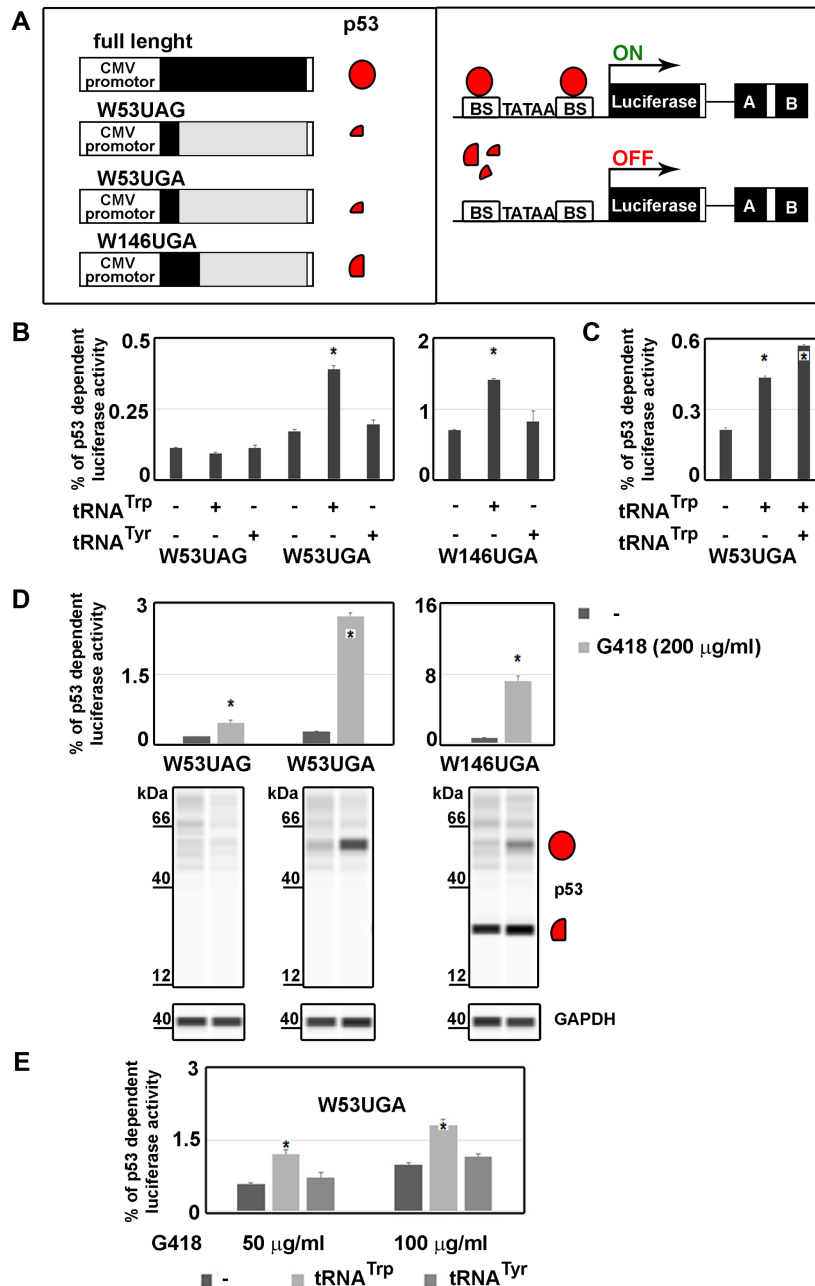 A
p53
full lenght
CMV promotor
W53UAG
CMV promotor
W53UGA
CMV promotor
W146UGA
CMV promotor
ON
BS TATAA BS Luciferase A B
OFF
BS TATAA BS Luciferase A B
B
% of p53 dependent
luciferase activity
0.5
0.25
0
*
2
1
0
*
tRNA Trp - + - - + - - + -
tRNA Tyr - - + - - + - - +
W53UAG W53UGA W146UGA
C
% of p53 dependent
luciferase activity
0.6
0.3
0
* *
tRNA Trp - + +
tRNA Trp - - +
W53UGA
D
% of p53 dependent
luciferase activity
3
1.5
0
* *
16
8
0
*
-
G418 (200 µg/ml)
W53UAG W53UGA W146UGA
kDa kDa kDa
66 66 66
40 40 40
p53
12 12 12
40 40 40 GAPDH
E
% of p53 dependent
luciferase activity
3
1.5
0
W53UGA
* *
G418 50 µg/ml 100 µg/ml
- tRNA Trp tRNA Tyr